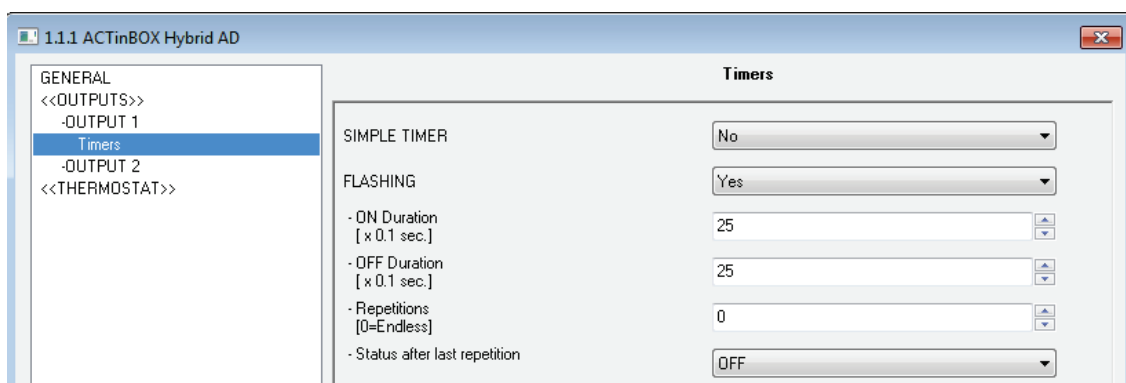 1.1.1 ACTinBOX Hybrid AD
GENERAL
<<OUTPUTS>>
-OUTPUT 1
Timers
-OUTPUT 2
<<THERMOSTAT>>
Timers
SIMPLE TIMER No
FLASHING Yes
- ON Duration
[ x 0.1 sec.] 25
- OFF Duration
[ x 0.1 sec.] 25
- Repetitions
[0=Endless] 0
- Status after last repetition OFF